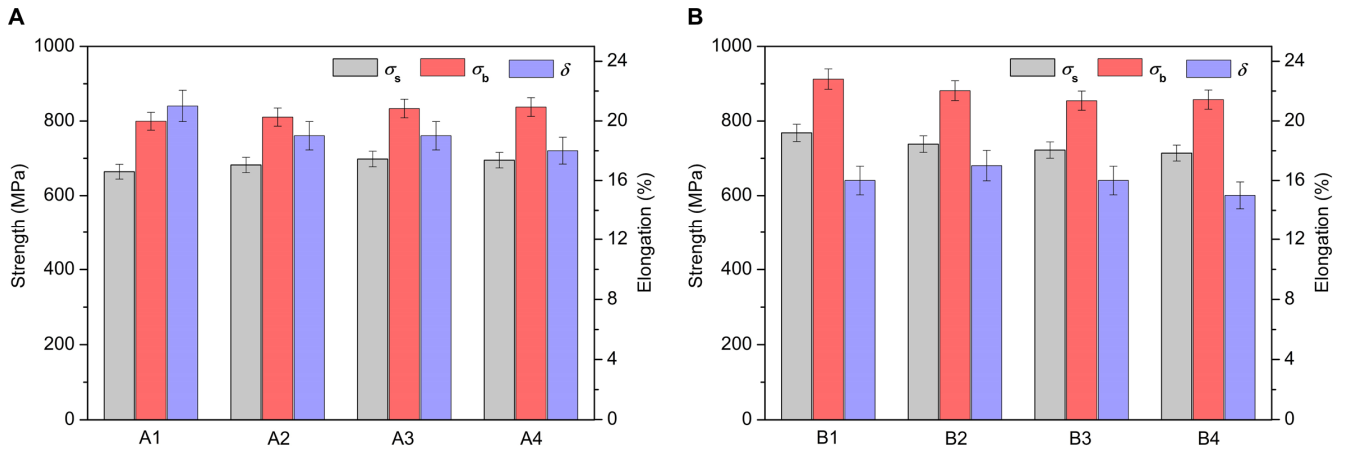 A
1000
800
600
400
200
0
Strength (MPa)
σs σb δ
24
20
16
12
8
4
0
Elongation (%)
A1 A2 A3 A4
B
1000
800
600
400
200
0
Strength (MPa)
σs σb δ
24
20
16
12
8
4
0
Elongation (%)
B1 B2 B3 B4